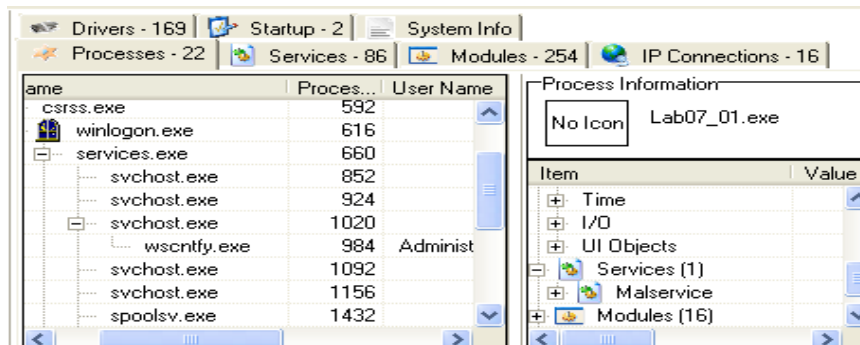 Drivers - 169 Startup - 2 System Info
Processes - 22 Services - 86 Modules - 254 IP Connections - 16
ame Proces... User Name
csrss.exe 592
winlogon.exe 616
services.exe 660
svchost.exe 852
svchost.exe 924
svchost.exe 1020
wscntfy.exe 984 Administ
svchost.exe 1092
svchost.exe 1156
spoolsv.exe 1432
Process Information
No Icon Lab07_01.exe
Item Value
Time
I/O
UI Objects
Services (1)
Malservice
Modules (16)